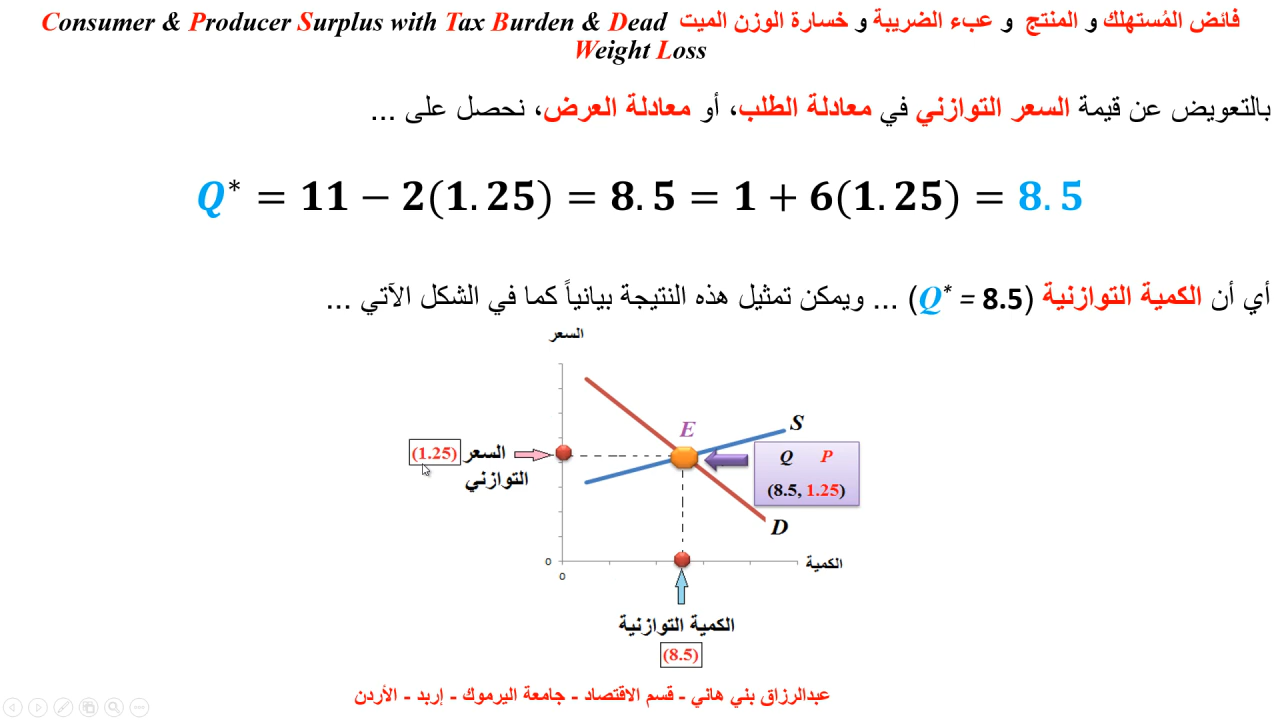 فائض المُستهلك و المنتج و عبء الضريبة و خسارة الوزن الميت Consumer & Producer Surplus with Tax Burden & Dead
Weight Loss
بالتعويض عن قيمة السعر التوازني في معادلة الطلب، أو معادلة العرض، نحصل على ...
Q* = 11 − 2(1.25) = 8.5 = 1 + 6(1.25) = 8.5
أي أن الكمية التوازنية (Q* = 8.5) ... ويمكن تمثيل هذه النتيجة بيانياً كما في الشكل الآتي ...
السعر
S
E
Q P
(8.5, 1.25)
السعر (1.25)
التوازني
D
0
الكمية
0
الكمية التوازنية
(8.5)
عبدالرزاق بني هاني - قسم الاقتصاد - جامعة اليرموك - إربد - الأردن